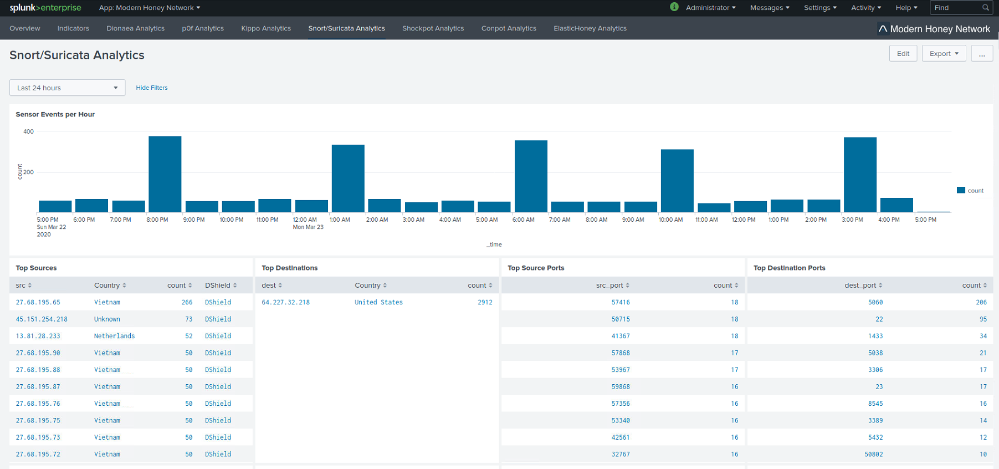 splunk>enterprise App: Modern Honey Network i Administrator Messages Settings Activity Help Find
Overview Indicators Dionaea Analytics p0f Analytics Kippo Analytics Snort/Suricata Analytics Shockpot Analytics Conpot Analytics ElasticHoney Analytics Modern Honey Network
Snort/Suricata Analytics Edit Export ...
Last 24 hours Hide Filters
Sensor Events per Hour
400
200
count
count
5:00 PM 6:00 PM 7:00 PM 8:00 PM 9:00 PM 10:00 PM 11:00 PM 12:00 AM 1:00 AM 2:00 AM 3:00 AM 4:00 AM 5:00 AM 6:00 AM 7:00 AM 8:00 AM 9:00 AM 10:00 AM 11:00 AM 12:00 PM 1:00 PM 2:00 PM 3:00 PM 4:00 PM 5:00 PM
Sun Mar 22 Mon Mar 23
2020
_time
Top Sources Top Destinations Top Source Ports Top Destination Ports
src Country count DShield dest Country count src_port count dest_port count
27.68.195.65 Vietnam 266 DShield 64.227.32.218 United States 2912 57416 18 5060 206
45.151.254.218 Unknown 73 DShield 50715 18 22 95
13.81.28.233 Netherlands 52 DShield 41367 18 1433 34
27.68.195.90 Vietnam 50 DShield 57868 17 5038 21
27.68.195.88 Vietnam 50 DShield 53967 17 3306 17
27.68.195.87 Vietnam 50 DShield 59868 16 23 17
27.68.195.76 Vietnam 50 DShield 57356 16 8545 16
27.68.195.75 Vietnam 50 DShield 53340 16 3389 14
27.68.195.73 Vietnam 50 DShield 42561 16 5432 12
27.68.195.72 Vietnam 50 DShield 32767 16 50802 10